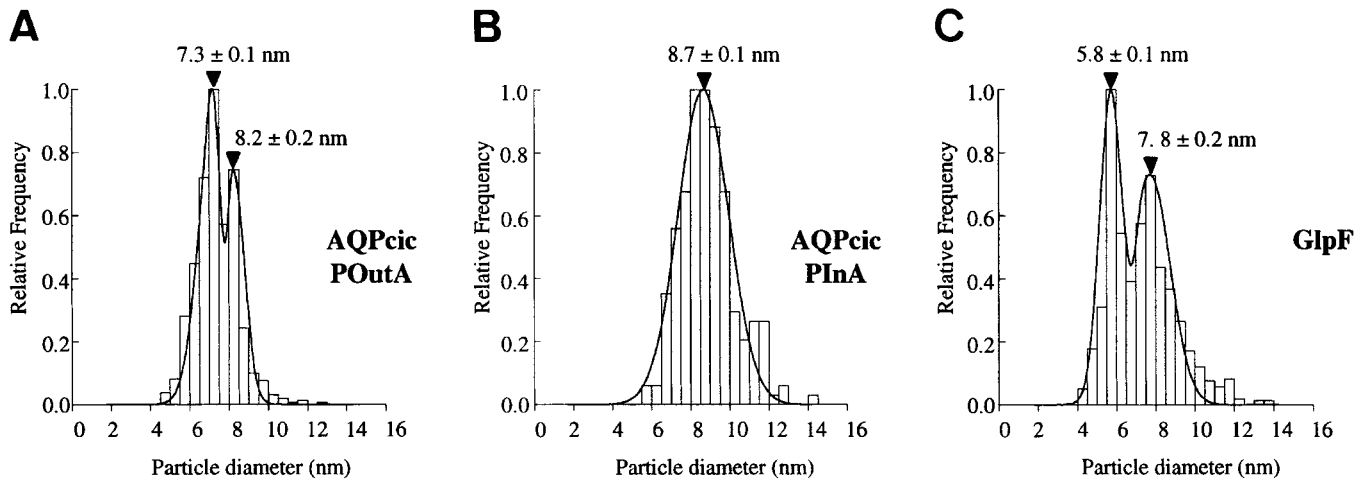 A
7.3 ± 0.1 nm
8.2 ± 0.2 nm
1.0
0.8
0.6
0.4
0.2
0.0
Relative Frequency
AQPcic
POutA
0 2 4 6 8 10 12 14 16
Particle diameter (nm)
B
8.7 ± 0.1 nm
1.0
0.8
0.6
0.4
0.2
0.0
Relative Frequency
AQPcic
PInA
0 2 4 6 8 10 12 14 16
Particle diameter (nm)
C
5.8 ± 0.1 nm
7. 8 ± 0.2 nm
1.0
0.8
0.6
0.4
0.2
0.0
Relative Frequency
GlpF
0 2 4 6 8 10 12 14 16
Particle diameter (nm)